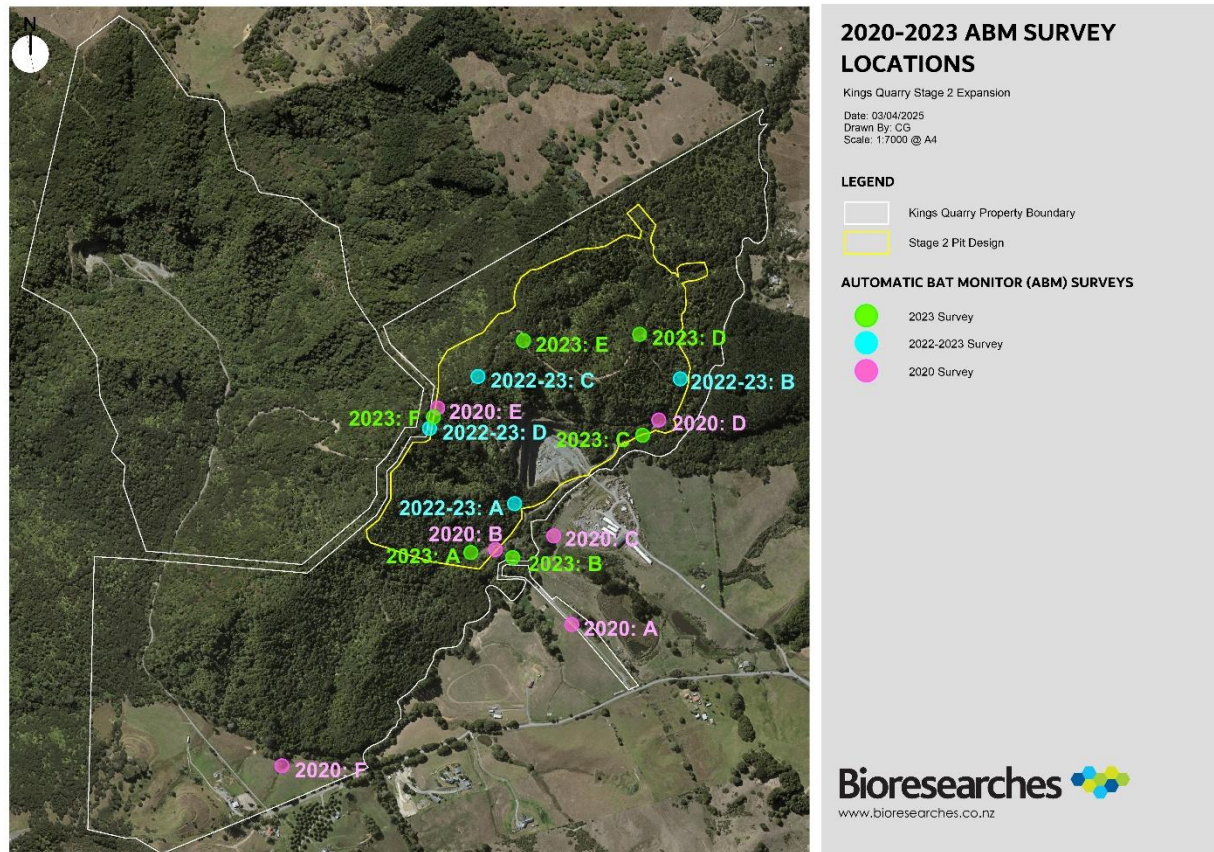 N
2023: E
2023: D
2022-23: C
2022-23: B
2020: E
2023: F
2020: D
2022-23: D
2023: C
2022-23: A
2020: B
2020: C
2023: A
2023: B
2020: A
2020: F
2020-2023 ABM SURVEY
LOCATIONS
Kings Quarry Stage 2 Expansion
Date: 03/04/2025
Drawn By: CG
Scale: 1:7000 @ A4
LEGEND
Kings Quarry Property Boundary
Stage 2 Pit Design
AUTOMATIC BAT MONITOR (ABM) SURVEYS
2023 Survey
2022-2023 Survey
2020 Survey
Bioresearches
www.bioresearches.co.nz